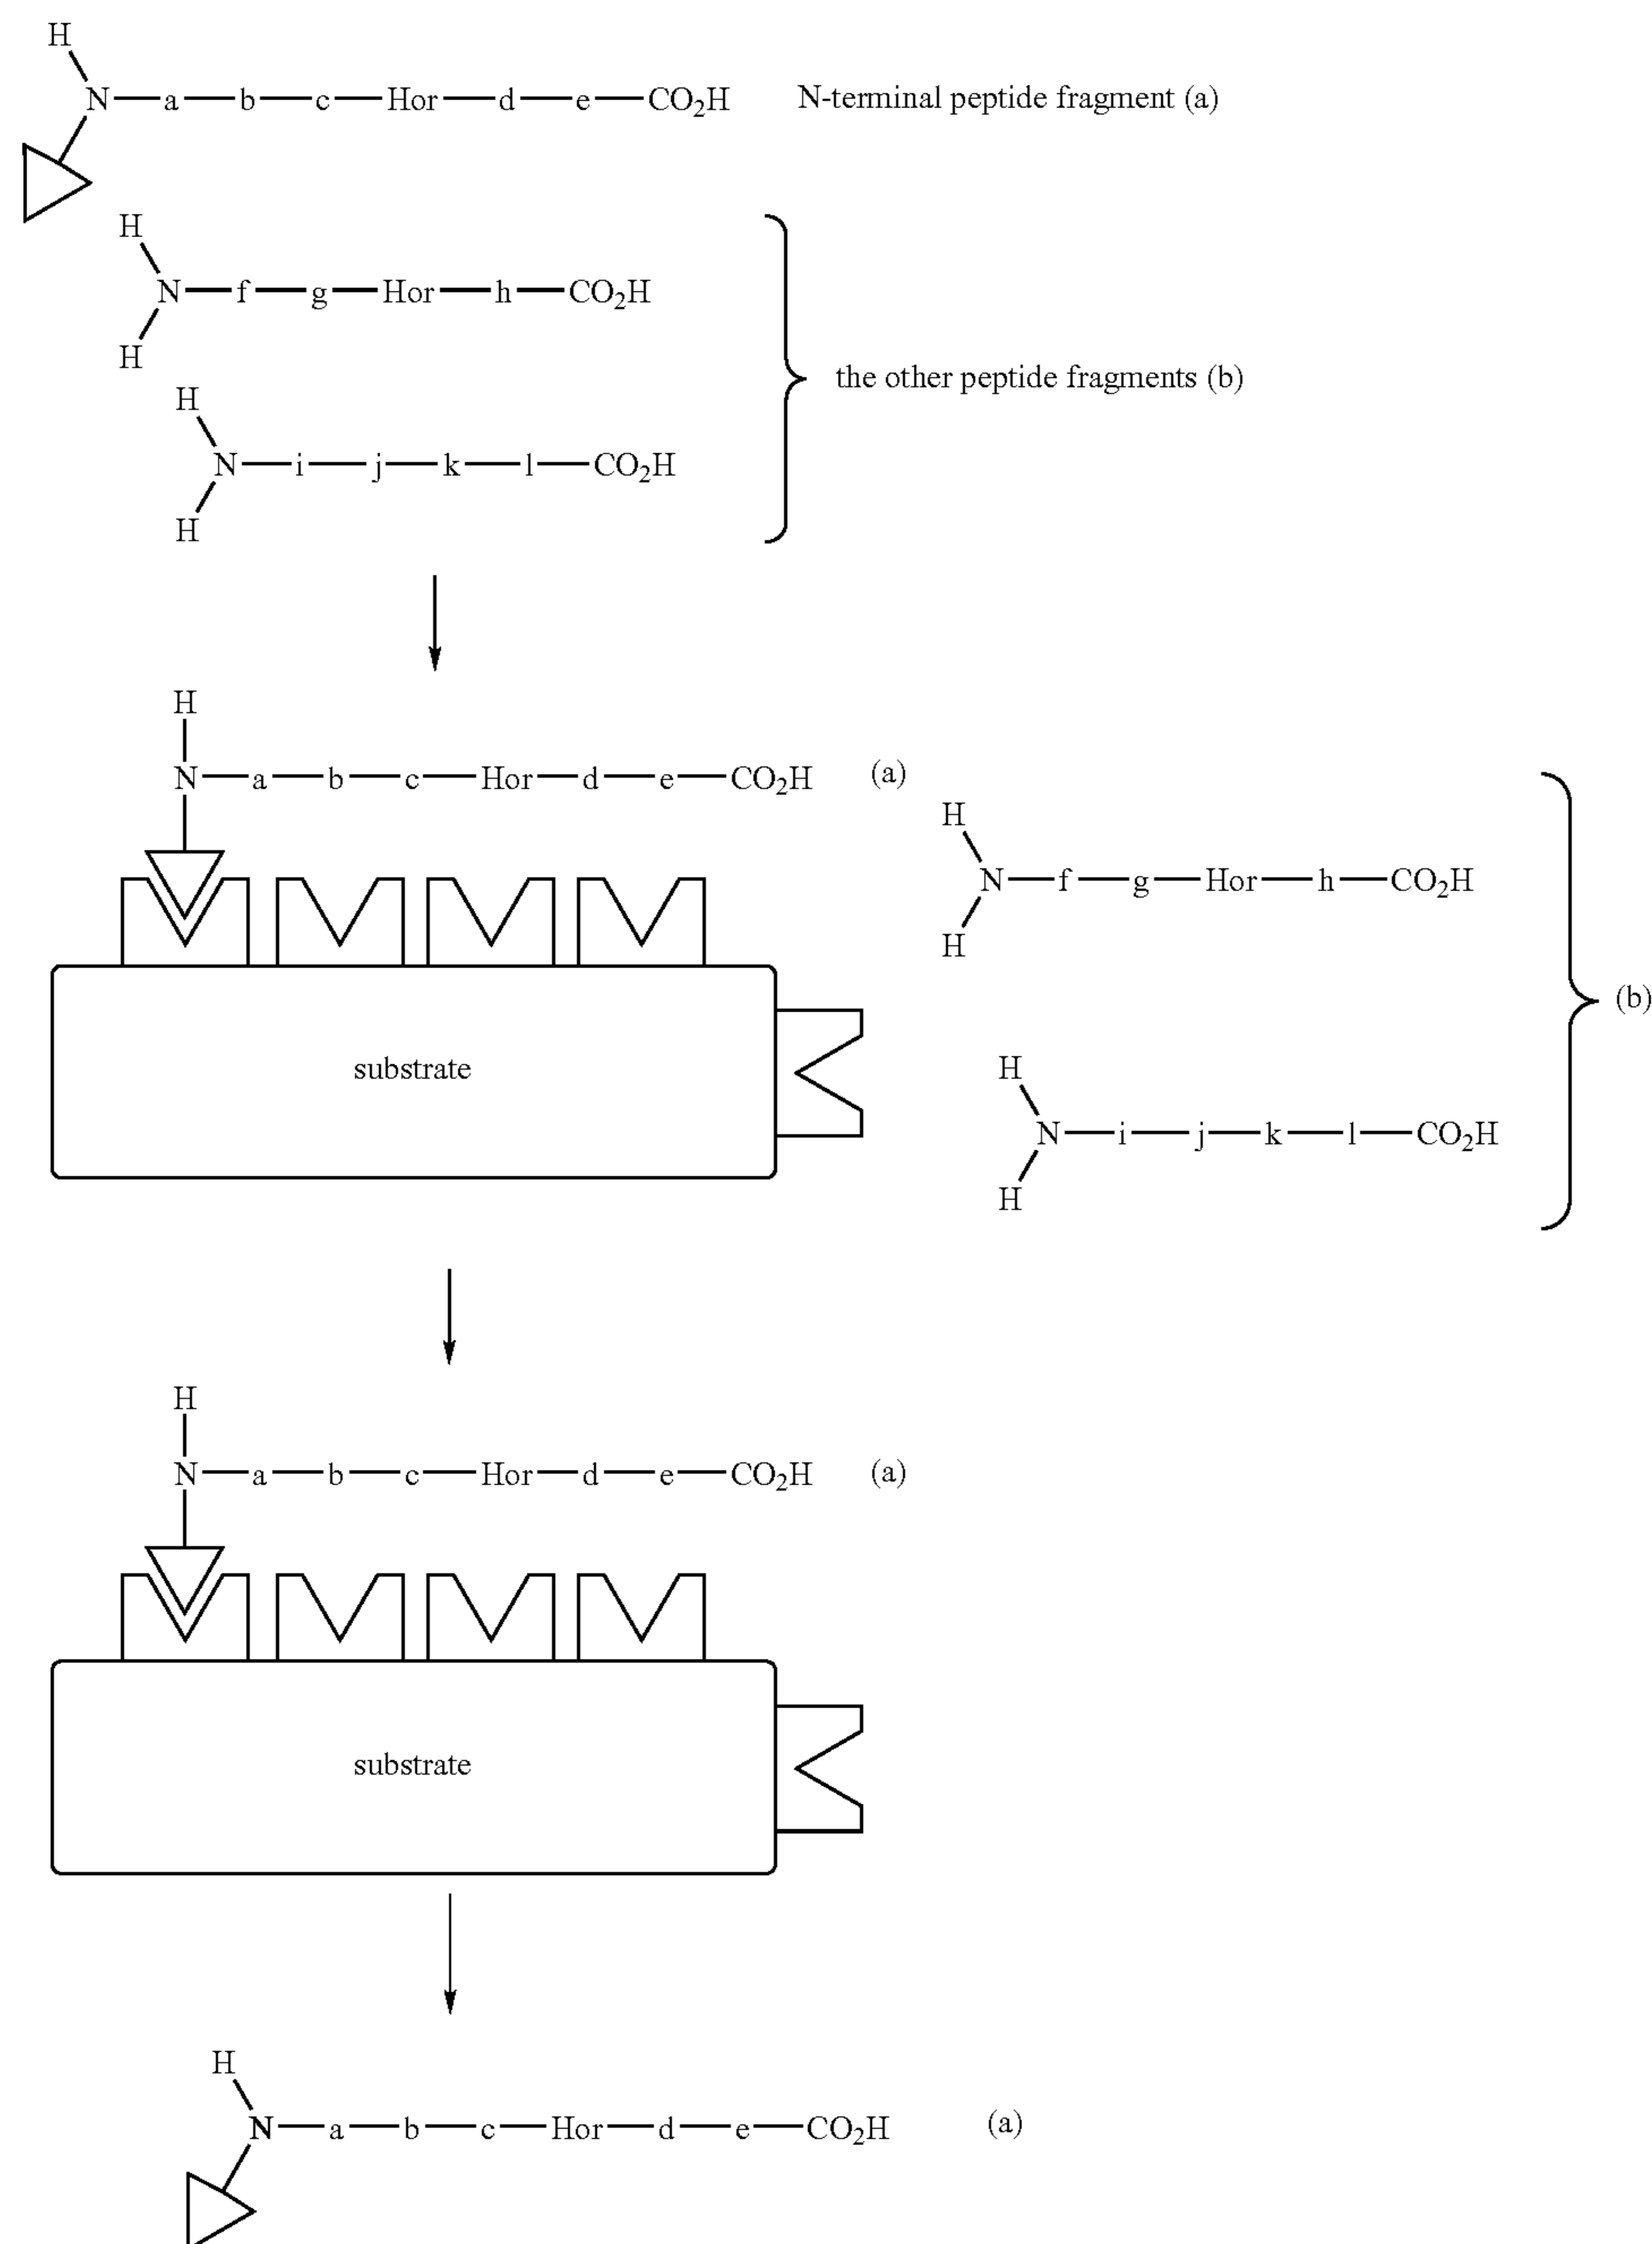 H
N—a—b—c—Hor—d—e—CO₂H N-terminal peptide fragment (a)
H
N—f—g—Hor—h—CO₂H
H
the other peptide fragments (b)
H
N—i—j—k—l—CO₂H
H
H
N—a—b—c—Hor—d—e—CO₂H (a)
H
N—f—g—Hor—h—CO₂H
H
(b)
substrate
H
N—i—j—k—l—CO₂H
H
H
N—a—b—c—Hor—d—e—CO₂H (a)
substrate
H
N—a—b—c—Hor—d—e—CO₂H (a)